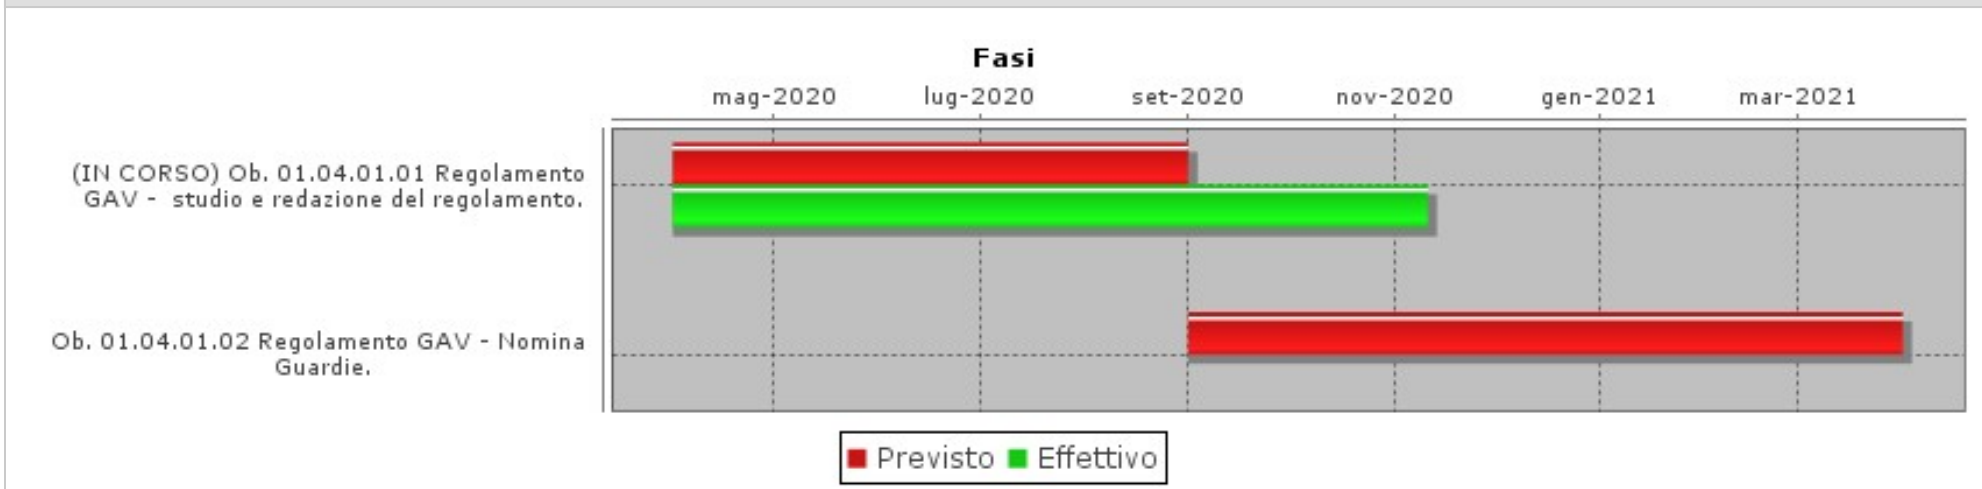 Fasi
mag-2020 lug-2020 set-2020 nov-2020 gen-2021 mar-2021
(IN CORSO) Ob. 01.04.01.01 Regolamento
GAV - studio e redazione del regolamento.
Ob. 01.04.01.02 Regolamento GAV - Nomina
Guardie.
Previsto Effettivo